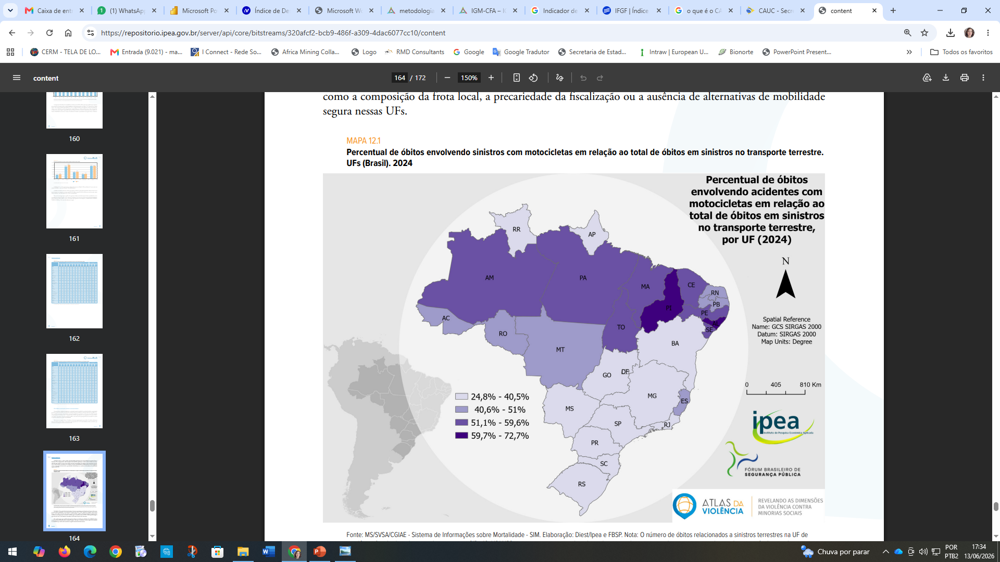 Caixa de ent
(1) WhatsAp
Microsoft Po
Índice de De
Microsoft Wo
metodologia
IGM-CFA – I
Indicador de
IFGF | Índice
o que é o CA
CAUC - Secr
content
https://repositorio.ipea.gov.br/server/api/core/bitstreams/320afcf2-bcb9-486f-a309-4dac6077cc10/content
CERM - TELA DE LO...
Entrada (9.021) - ma...
I Connect - Rede So...
Africa Mining Colla...
Logo
RMD Consultants
Google
Google Tradutor
Secretaria de Estad...
Intraw | European U...
Bionorte
PowerPoint Present...
Todos os favoritos
content
164 / 172
150%
160
161
162
163
164
como a composição da frota local, a precariedade da fiscalização ou a ausência de alternativas de mobilidade
segura nessas UFs.
MAPA 12.1
Percentual de óbitos envolvendo sinistros com motocicletas em relação ao total de óbitos em sinistros no transporte terrestre.
UFs (Brasil). 2024
Percentual de óbitos
envolvendo acidentes com
motocicletas em relação ao
total de óbitos em sinistros
no transporte terrestre,
por UF (2024)
N
RR
AP
AM
PA
MA
CE
RN
PB
PI
PE
AL
SE
AC
RO
TO
BA
MT
GO
DF
MG
ES
MS
SP
RJ
PR
SC
RS
Spatial Reference
Name: GCS SIRGAS 2000
Datum: SIRGAS 2000
Map Units: Degree
0 405 810 Km
24,8% - 40,5%
40,6% - 51%
51,1% - 59,6%
59,7% - 72,7%
ipea
Instituto de Pesquisa Econômica Aplicada
FÓRUM BRASILEIRO DE
SEGURANÇA PÚBLICA
ATLAS DA
VIOLÊNCIA
REVELANDO AS DIMENSÕES
DA VIOLÊNCIA CONTRA
MINORIAS SOCIAIS
Fonte: MS/SVSA/CGIAE - Sistema de Informações sobre Mortalidade - SIM. Elaboração: Diest/Ipea e FBSP. Nota: O número de óbitos relacionados a sinistros terrestres na UF de
Chuva por parar
POR
PTB2
17:34
13/06/2026